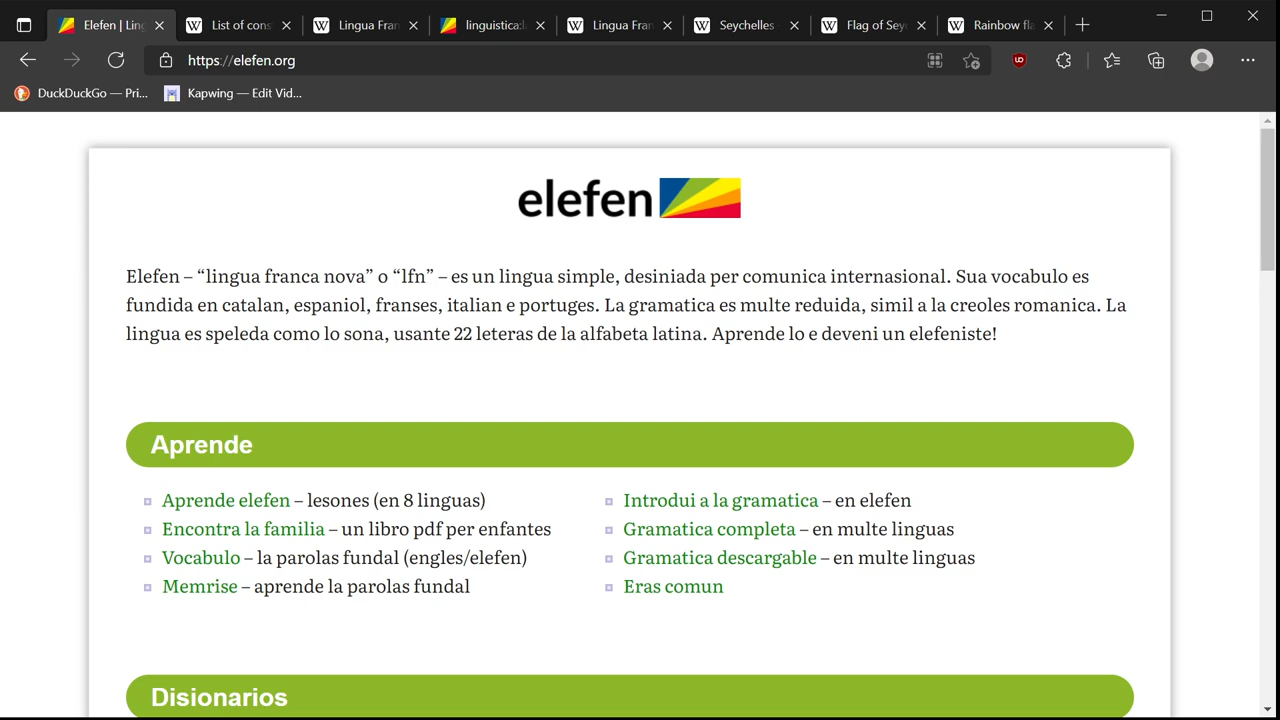 Elefen | Ling
List of cons
Lingua Fran
linguistica:l
Lingua Fran
Seychelles -
Flag of Sey
Rainbow fla
https://elefen.org
DuckDuckGo — Pri...
Kapwing — Edit Vid...
elefen
Elefen – “lingua franca nova” o “lfn” – es un lingua simple, desiniada per comunica internasional. Sua vocabulo es
fundida en catalan, espaniol, franses, italian e portuges. La gramatica es multe reduida, simil a la creoles romanica. La
lingua es speleda como lo sona, usante 22 leteras de la alfabeta latina. Aprende lo e deveni un elefeniste!
Aprende
Aprende elefen – lesones (en 8 linguas)
Encontra la familia – un libro pdf per enfantes
Vocabulo – la parolas fundal (engles/elefen)
Memrise – aprende la parolas fundal
Introdui a la gramatica – en elefen
Gramatica completa – en multe linguas
Gramatica descargable – en multe linguas
Eras comun
Disionarios